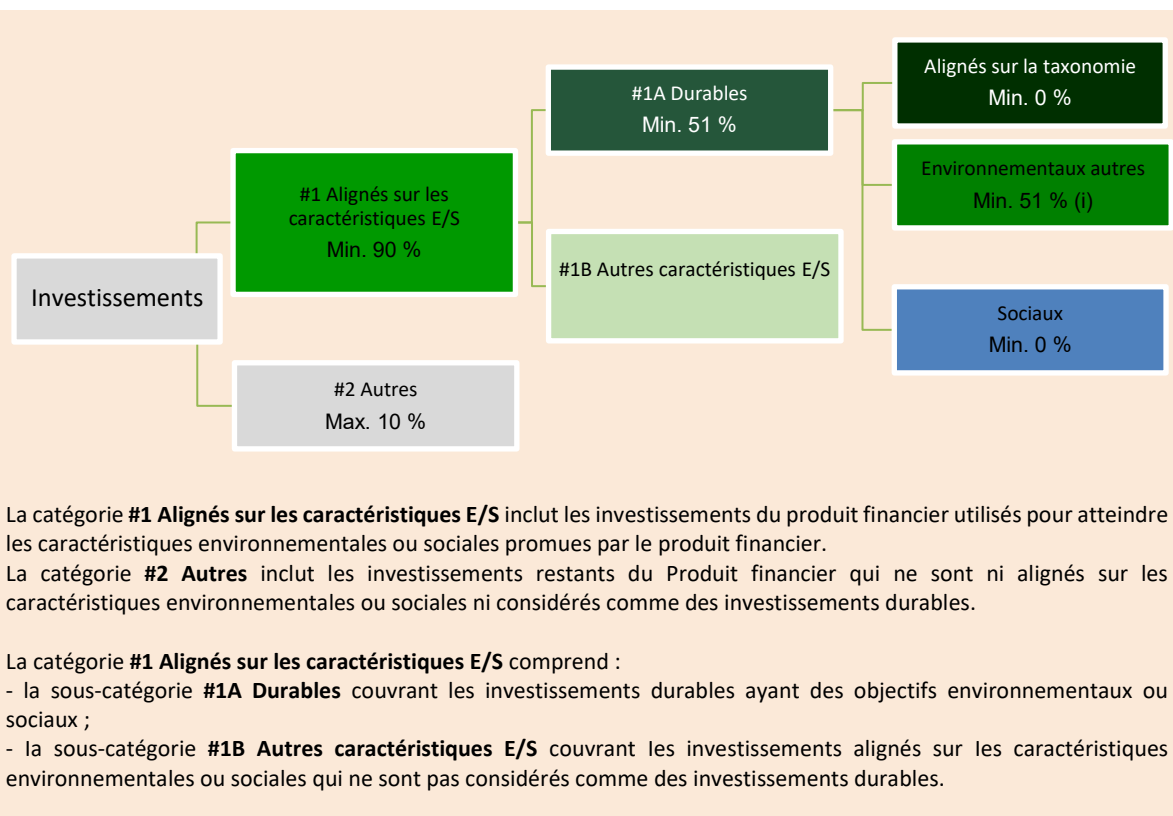 Investissements
#1 Alignés sur les
caractéristiques E/S
Min. 90 %
#2 Autres
Max. 10 %
#1A Durables
Min. 51 %
#1B Autres caractéristiques E/S
Alignés sur la taxonomie
Min. 0 %
Environnementaux autres
Min. 51 % (i)
Sociaux
Min. 0 %
La catégorie #1 Alignés sur les caractéristiques E/S inclut les investissements du produit financier utilisés pour atteindre
les caractéristiques environnementales ou sociales promues par le produit financier.
La catégorie #2 Autres inclut les investissements restants du Produit financier qui ne sont ni alignés sur les
caractéristiques environnementales ou sociales ni considérés comme des investissements durables.
La catégorie #1 Alignés sur les caractéristiques E/S comprend :
- la sous-catégorie #1A Durables couvrant les investissements durables ayant des objectifs environnementaux ou
sociaux ;
- la sous-catégorie #1B Autres caractéristiques E/S couvrant les investissements alignés sur les caractéristiques
environnementales ou sociales qui ne sont pas considérés comme des investissements durables.